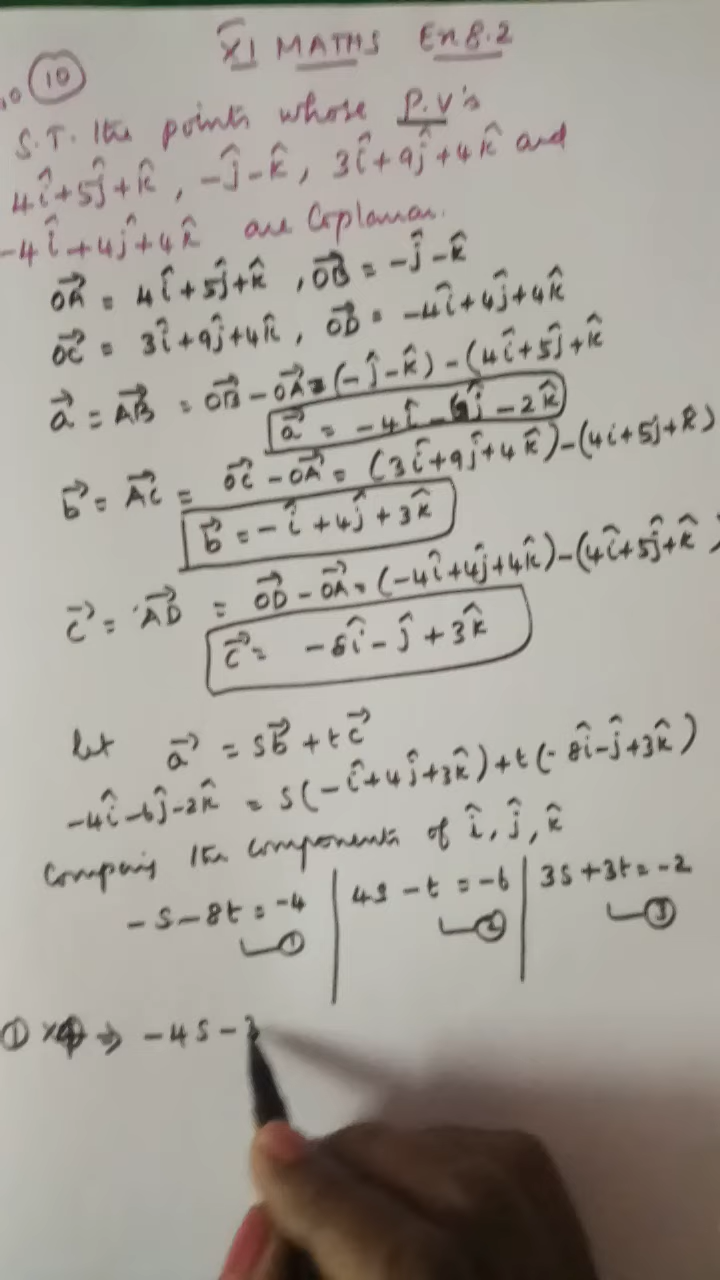 XI MATHS Ex 8.2
10
S.T. the points whose P.V's
4î+5ĵ+k̂, -ĵ-k̂, 3î+9ĵ+4k̂ and
-4î+4ĵ+4k̂ are Coplanar.
OA⃗ = 4î+5ĵ+k̂, OB⃗ = -ĵ-k̂
OC⃗ = 3î+9ĵ+4k̂, OD⃗ = -4î+4ĵ+4k̂
a⃗ = AB⃗ = OB⃗-OA⃗ = (-ĵ-k̂)-(4î+5ĵ+k̂
a⃗ = -4î-6ĵ-2k̂
b⃗ = AC⃗ = OC⃗-OA⃗ = (3î+9ĵ+4k̂)-(4i+5j+k̂)
b⃗ = -î+4ĵ+3k̂
c⃗ = AD⃗ = OD⃗-OA⃗ = (-4î+4ĵ+4k̂)-(4î+5ĵ+k̂)
c⃗ = -8î-ĵ+3k̂
let a⃗ = sb⃗+tc⃗
-4î-6ĵ-2k̂ = s(-î+4ĵ+3k̂)+t(-8î-ĵ+3k̂)
Comparing the components of î, ĵ, k̂
-s-8t=-4 | 4s-t=-6 | 3s+3t=-2
① | ② | ③
① ×4 ⇒ -4s-3